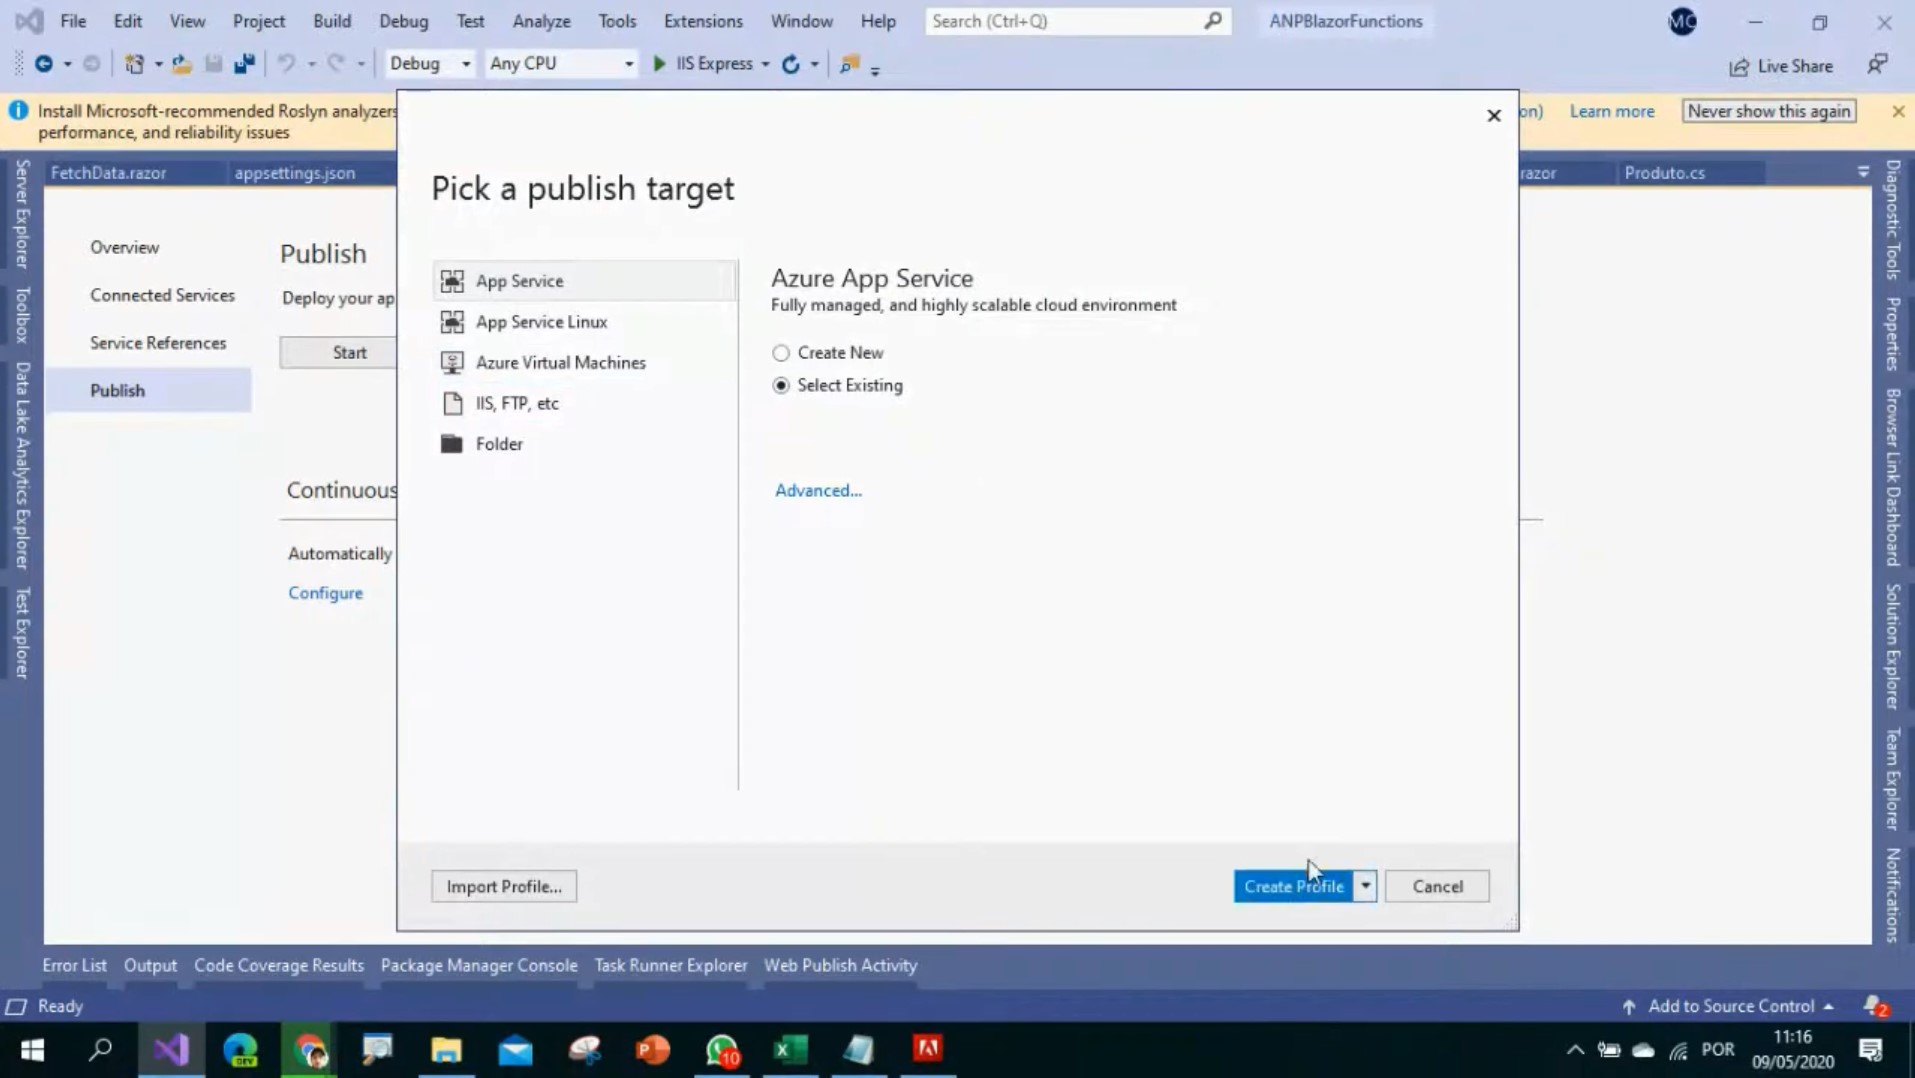 File Edit View Project Build Debug Test Analyze Tools Extensions Window Help Search (Ctrl+Q) ANPBlazorFunctions MC
Debug Any CPU IIS Express Live Share
Install Microsoft-recommended Roslyn analyzers
performance, and reliability issues
on) Learn more Never show this again
FetchData.razor appsettings.json razor Produto.cs
Server Explorer
Toolbox
Data Lake Analytics Explorer
Test Explorer
Overview
Connected Services
Service References
Publish
Publish
Deploy your ap
Start
Continuous
Automatically
Configure
Pick a publish target
App Service
App Service Linux
Azure Virtual Machines
IIS, FTP, etc
Folder
Azure App Service
Fully managed, and highly scalable cloud environment
Create New
Select Existing
Advanced...
Import Profile... Create Profile Cancel
Diagnostic Tools
Properties
Browser Link Dashboard
Solution Explorer
Team Explorer
Notifications
Error List Output Code Coverage Results Package Manager Console Task Runner Explorer Web Publish Activity
Ready Add to Source Control 2
DEV 10 POR 11:16
09/05/2020